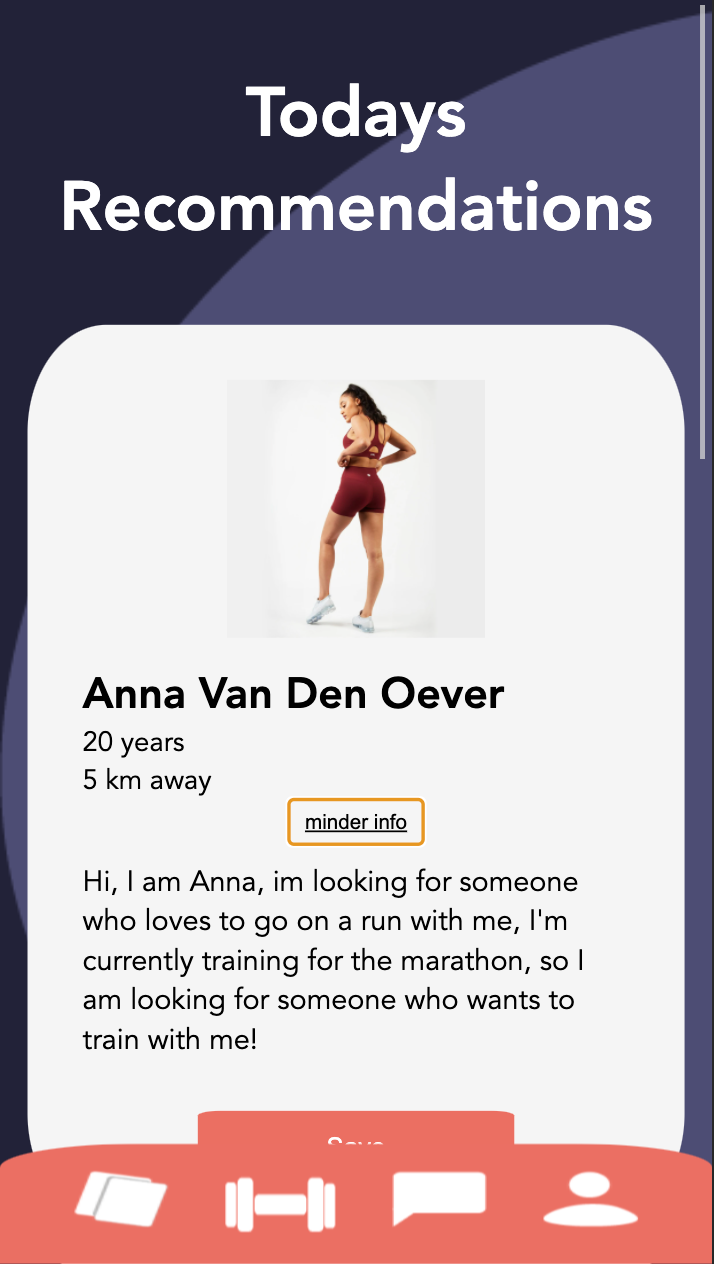 Todays
Recommendations
Anna Van Den Oever
20 years
5 km away
minder info
Hi, I am Anna, im looking for someone
who loves to go on a run with me, I'm
currently training for the marathon, so I
am looking for someone who wants to
train with me!
Save